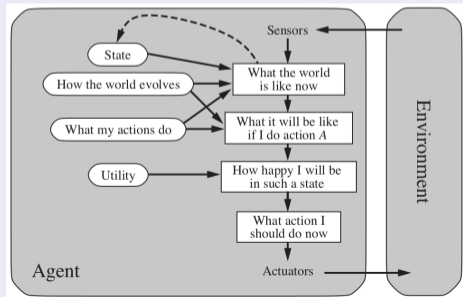 Sensors
State
What the world
is like now
How the world evolves
What it will be like
if I do action A
What my actions do
How happy I will be
in such a state
Utility
What action I
should do now
Agent
Actuators
Environment